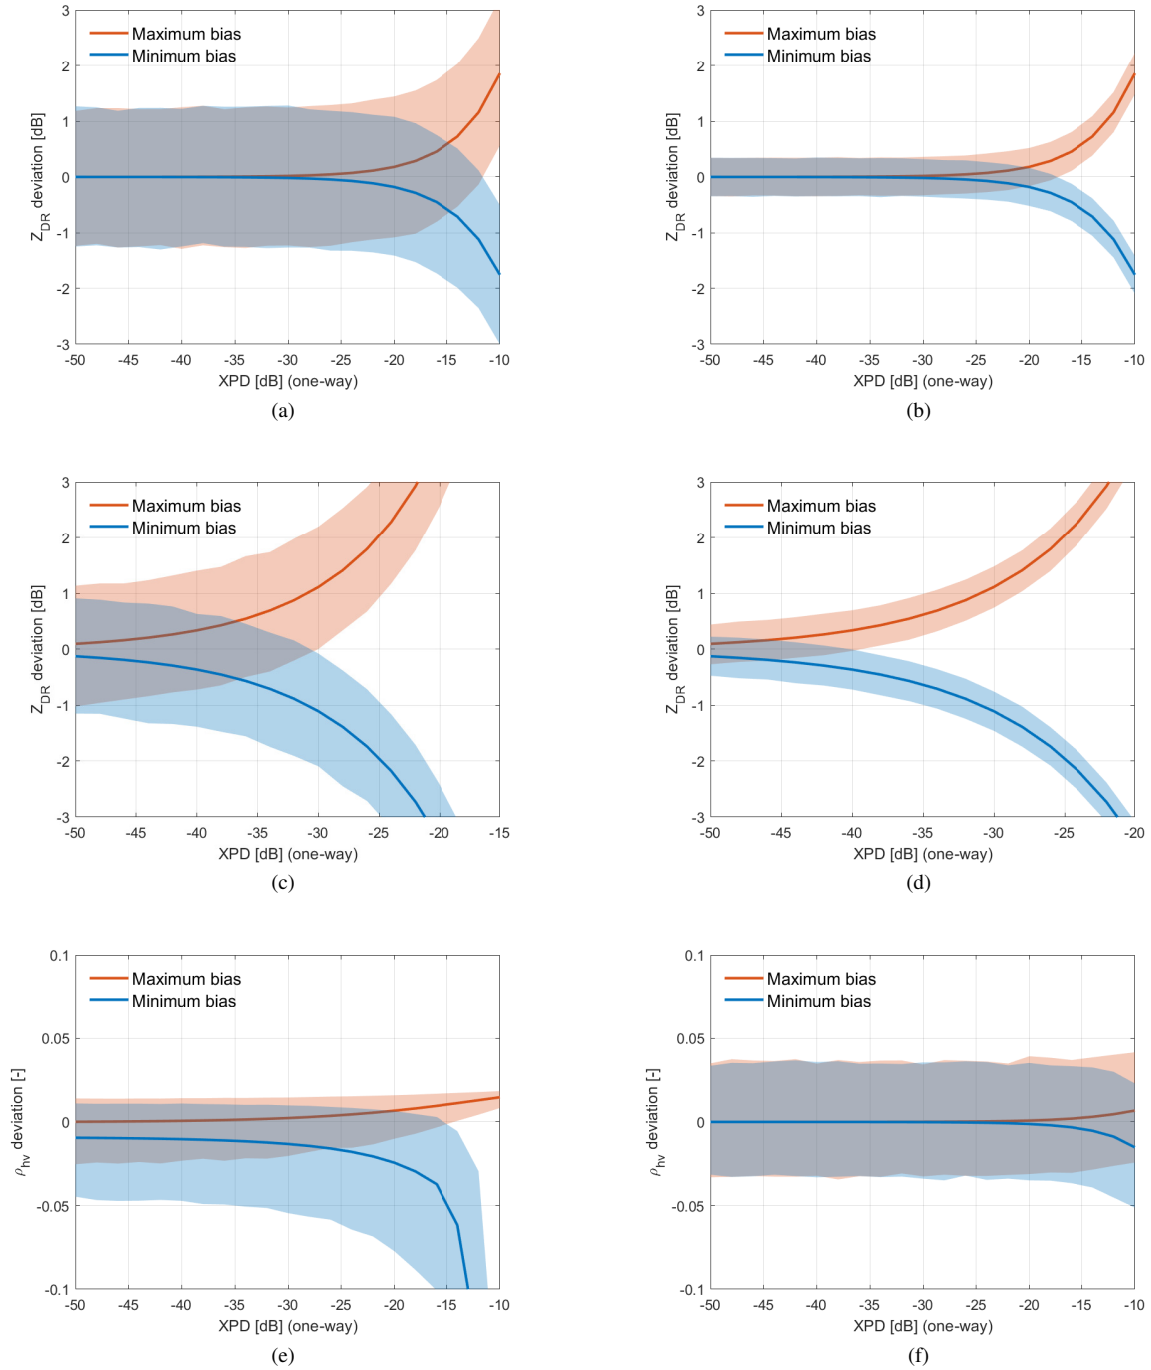 3
2
1
0
-1
-2
-3
Z_DR deviation [dB]
Maximum bias
Minimum bias
-50 -45 -40 -35 -30 -25 -20 -15 -10
XPD [dB] (one-way)
(a)
3
2
1
0
-1
-2
-3
Z_DR deviation [dB]
Maximum bias
Minimum bias
-50 -45 -40 -35 -30 -25 -20 -15 -10
XPD [dB] (one-way)
(b)
3
2
1
0
-1
-2
-3
Z_DR deviation [dB]
Maximum bias
Minimum bias
-50 -45 -40 -35 -30 -25 -20 -15
XPD [dB] (one-way)
(c)
3
2
1
0
-1
-2
-3
Z_DR deviation [dB]
Maximum bias
Minimum bias
-50 -45 -40 -35 -30 -25 -20
XPD [dB] (one-way)
(d)
0.1
0.05
0
-0.05
-0.1
ρ_hv deviation [-]
Maximum bias
Minimum bias
-50 -45 -40 -35 -30 -25 -20 -15 -10
XPD [dB] (one-way)
(e)
0.1
0.05
0
-0.05
-0.1
ρ_hv deviation [-]
Maximum bias
Minimum bias
-50 -45 -40 -35 -30 -25 -20 -15 -10
XPD [dB] (one-way)
(f)